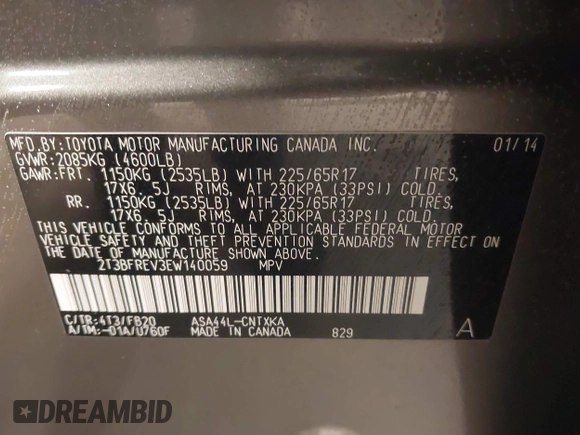 MFD.BY:TOYOTA MOTOR MANUFACTURING CANADA INC. 01/14
GVWR:2085KG (4600LB)
GAWR:FRT. 1150KG (2535LB) WITH 225/65R17 TIRES,
17X6.5J RIMS, AT 230KPA (33PSI) COLD.
RR. 1150KG (2535LB) WITH 225/65R17 TIRES,
17X6.5J RIMS, AT 230KPA (33PSI) COLD.
THIS VEHICLE CONFORMS TO ALL APPLICABLE FEDERAL MOTOR
VEHICLE SAFETY AND THEFT PREVENTION STANDARDS IN EFFECT ON
THE DATE OF MANUFACTURE SHOWN ABOVE.
2T3BFREV3EW140059 MPV
C/TR:4T3/FB20 ASA44L-CNTXKA A
A/TM:-01A/U760F MADE IN CANADA 829
DREAMBID